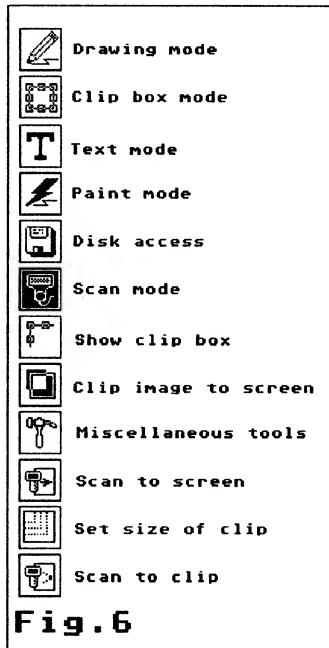 Drawing mode
Clip box mode
Text mode
Paint mode
Disk access
Scan mode
Show clip box
Clip image to screen
Miscellaneous tools
Scan to screen
Set size of clip
Scan to clip
Fig.6